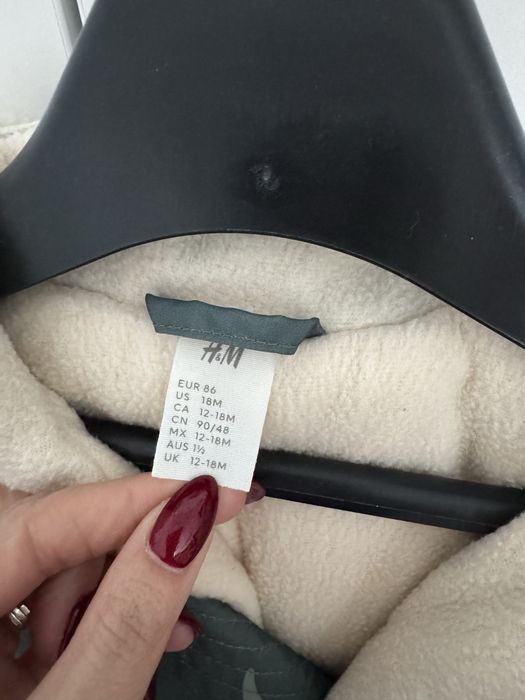 H&M
EUR 86
US 18M
CA 12-18M
CN 90/48
MX 12-18M
AUS 1½
UK 12-18M